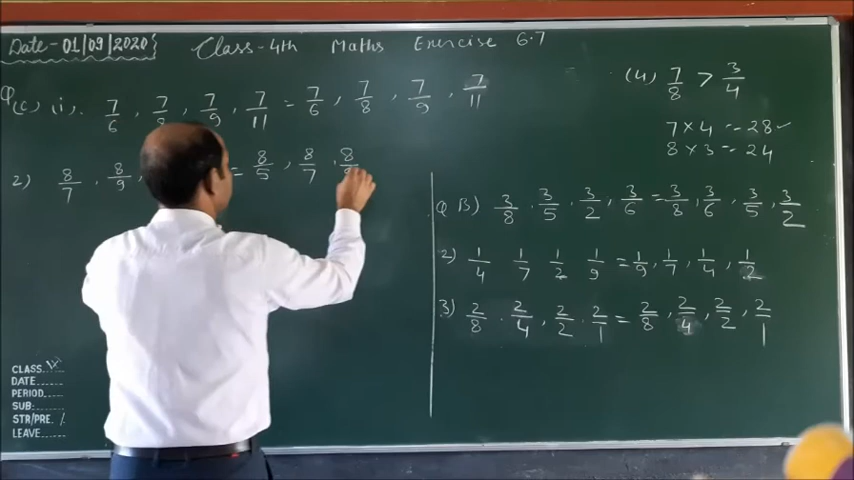 Date - 01/09/2020 Class - 4th Maths Exercise 6.7
Q(c) (i). 7/6, 7/8, 7/9, 7/11 = 7/6, 7/8, 7/9, 7/11
2) 8/7, 8/9, = 8/5, 8/7, 8/9
(4) 7/8 > 3/4
7 x 4 = 28 ✓
8 x 3 = 24
Q B) 3/8, 3/5, 3/2, 3/6 = 3/8, 3/6, 3/5, 3/2
2) 1/4 1/7 1/2 1/9 = 1/9, 1/7, 1/4, 1/2
3) 2/8, 2/4, 2/2, 2/1 = 2/8, 2/4, 2/2, 2/1
CLASS. IV
DATE
PERIOD
SUB:
STR/PRE. /
LEAVE